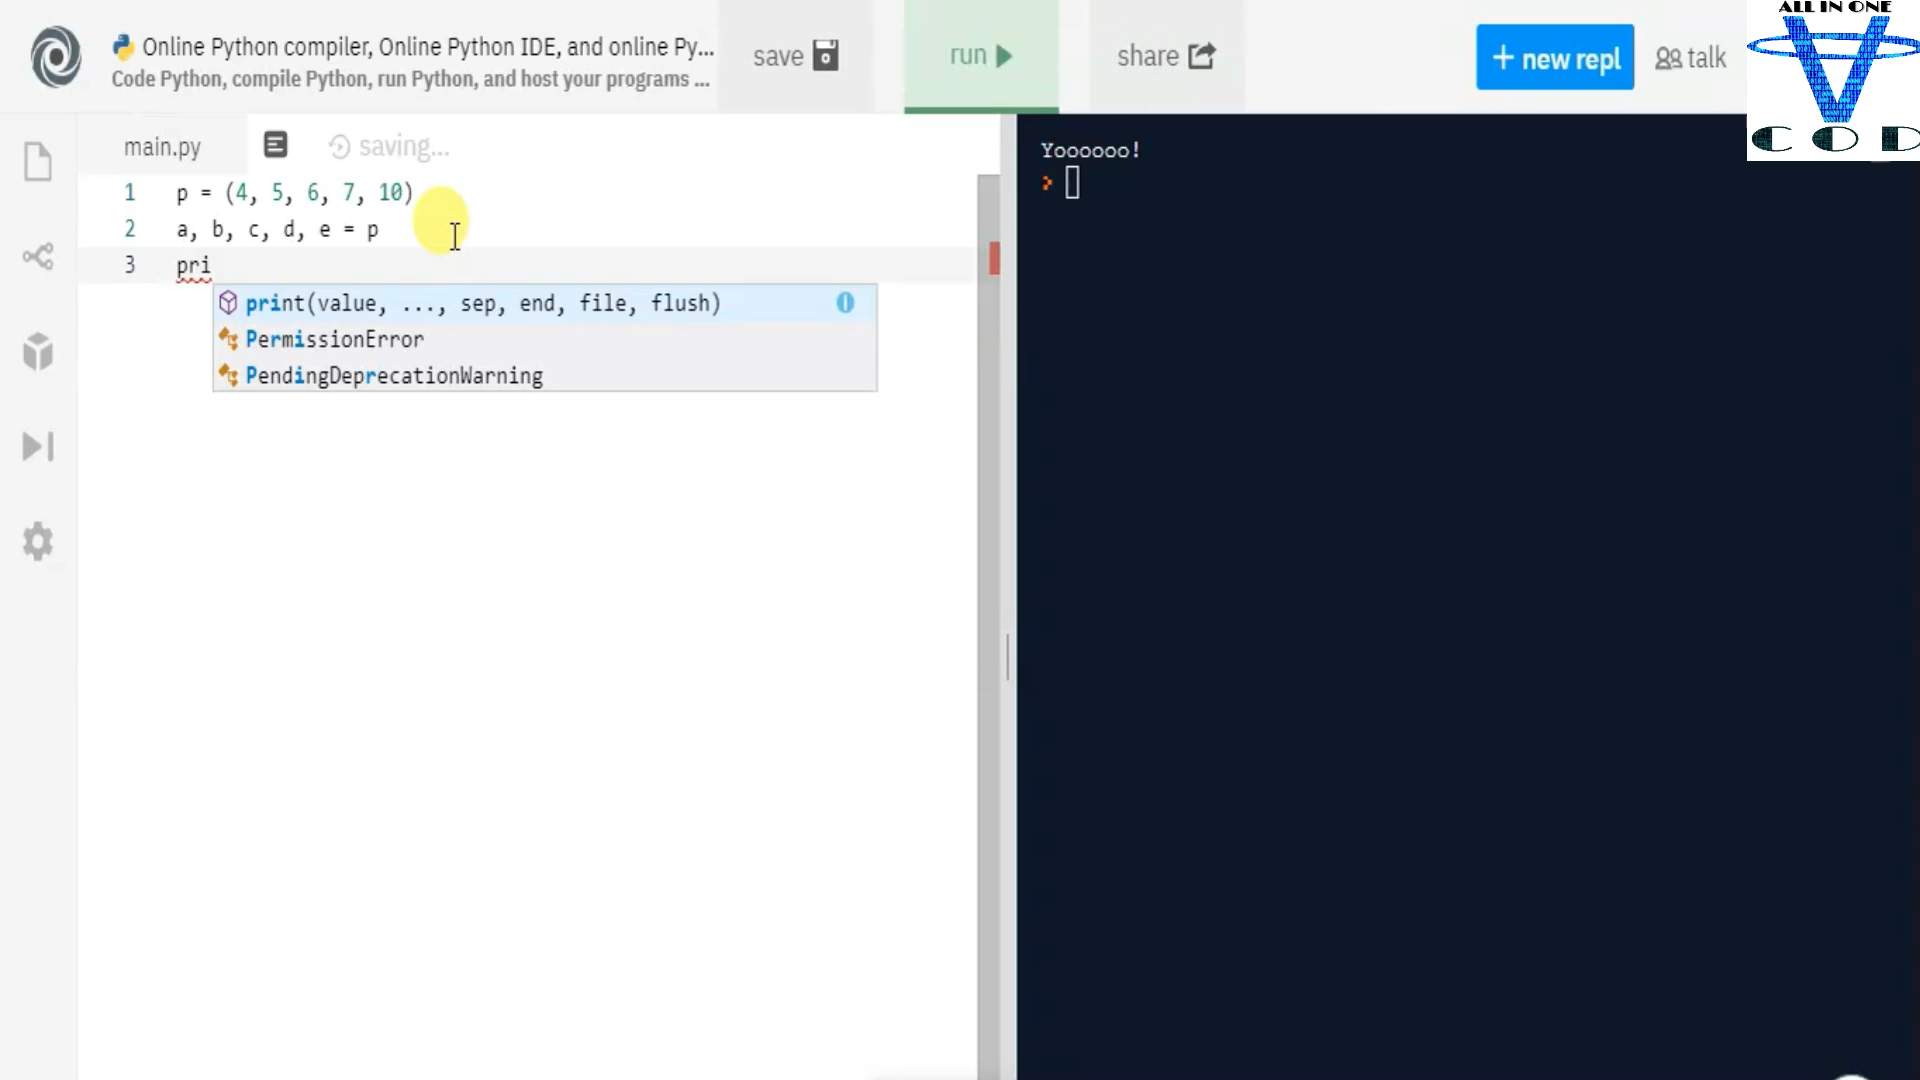 ALL IN ONE
Online Python compiler, Online Python IDE, and online Py...
Code Python, compile Python, run Python, and host your programs ...
save
run
share
+ new repl
talk
COD
main.py
saving...
1 p = (4, 5, 6, 7, 10)
2 a, b, c, d, e = p
3 pri
print(value, ..., sep, end, file, flush)
PermissionError
PendingDeprecationWarning
Yoooooo!
>